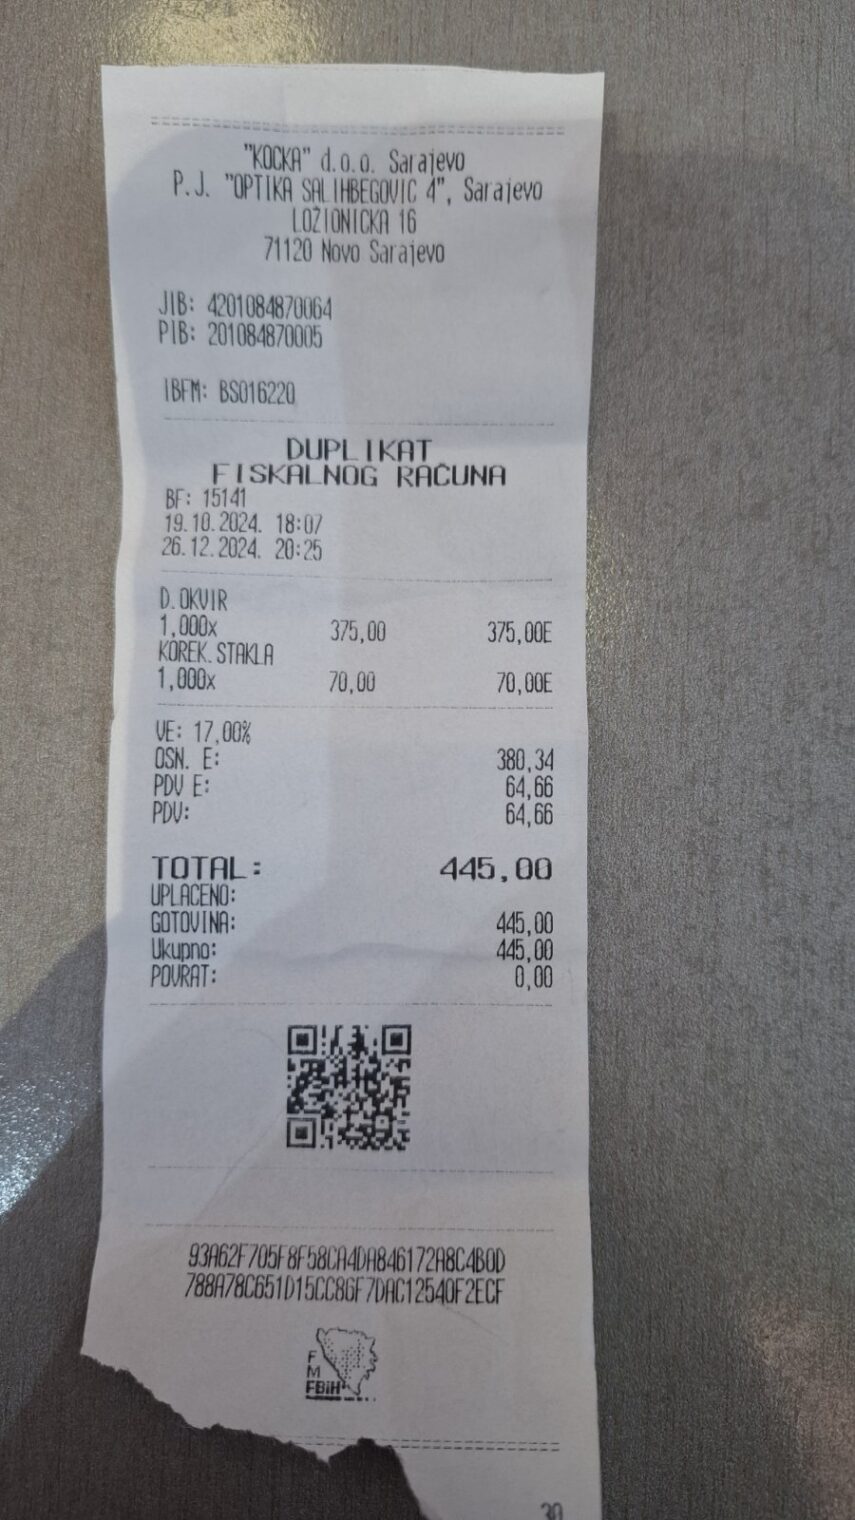 "KOCKA" d.o.o. Sarajevo
P.J. "OPTIKA SALIHBEGOVIC 4", Sarajevo
LOŽIONICKA 16
71120 Novo Sarajevo
JIB: 4201084870064
PIB: 201084870005
IBFM: BS016220
DUPLIKAT
FISKALNOG RAČUNA
BF: 15141
19.10.2024. 18:07
26.12.2024. 20:25
D.OKVIR
1,000x 375,00 375,00E
KOREK.STAKLA
1,000x 70,00 70,00E
VE: 17,00%
OSN. E: 380,34
PDV E: 64,66
PDV: 64,66
TOTAL: 445,00
UPLACENO:
GOTOVINA: 445,00
Ukupno: 445,00
POVRAT: 0,00
93A62F705F8F58CA4DA846172A8C4B0D
788A78C651D15CC8GF7DAC12540F2ECF
F
M
FBiH
30